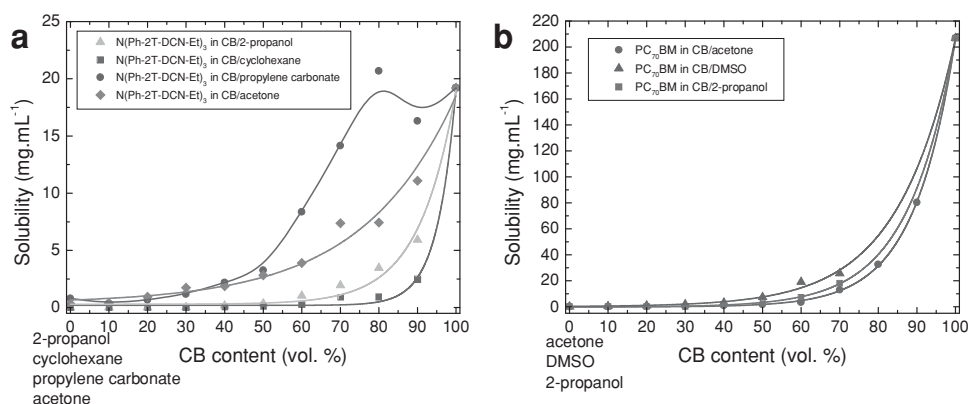 a
N(Ph-2T-DCN-Et)₃ in CB/2-propanol
N(Ph-2T-DCN-Et)₃ in CB/cyclohexane
N(Ph-2T-DCN-Et)₃ in CB/propylene carbonate
N(Ph-2T-DCN-Et)₃ in CB/acetone
Solubility (mg.mL⁻¹)
25
20
15
10
5
0
0 10 20 30 40 50 60 70 80 90 100
CB content (vol. %)
2-propanol
cyclohexane
propylene carbonate
acetone
b
PC₇₀BM in CB/acetone
PC₇₀BM in CB/DMSO
PC₇₀BM in CB/2-propanol
Solubility (mg.mL⁻¹)
220
200
180
160
140
120
100
80
60
40
20
0
0 10 20 30 40 50 60 70 80 90 100
CB content (vol. %)
acetone
DMSO
2-propanol